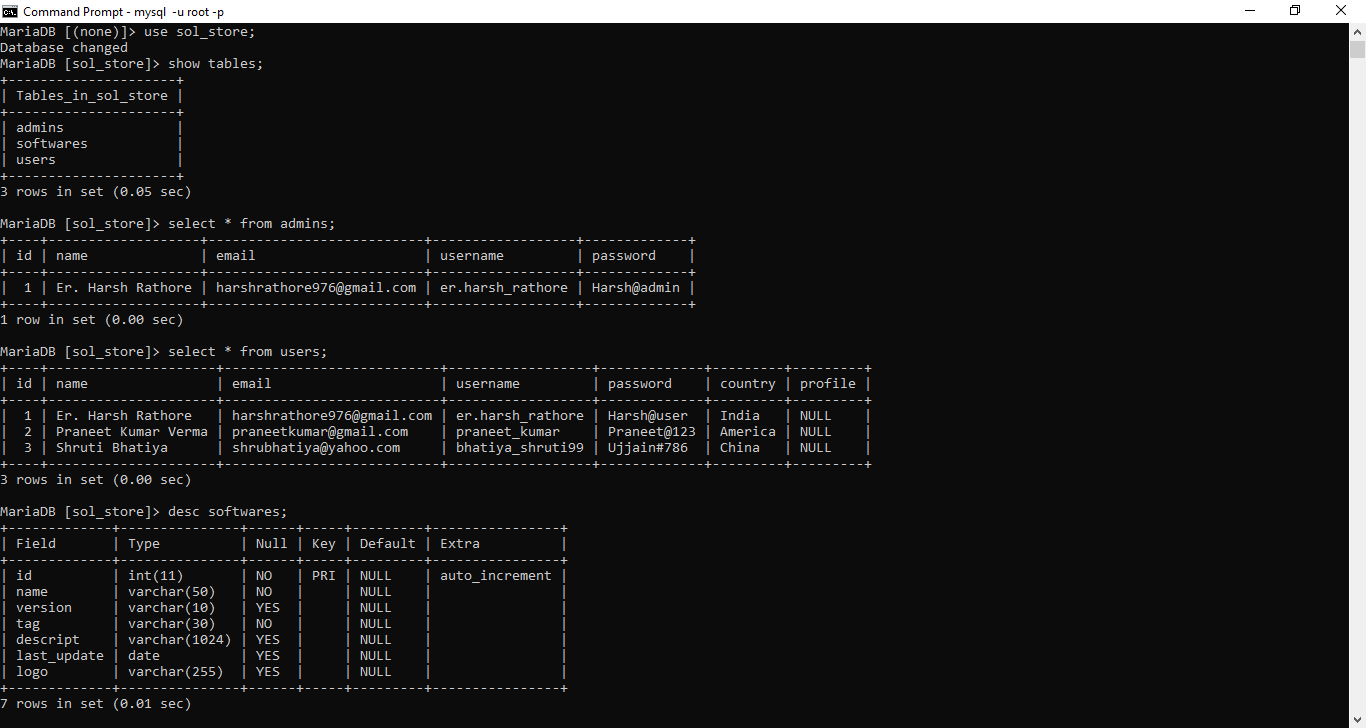 Command Prompt - mysql  -u root -p
MariaDB [(none)]> use sol_store;
Database changed
MariaDB [sol_store]> show tables;
+---------------------+
| Tables_in_sol_store |
+---------------------+
| admins              |
| softwares           |
| users               |
+---------------------+
3 rows in set (0.05 sec)

MariaDB [sol_store]> select * from admins;
+----+-------------------+--------------------------+------------------+-------------+
| id | name              | email                    | username         | password    |
+----+-------------------+--------------------------+------------------+-------------+
|  1 | Er. Harsh Rathore | harshrathore976@gmail.com | er.harsh_rathore | Harsh@admin |
+----+-------------------+--------------------------+------------------+-------------+
1 row in set (0.00 sec)

MariaDB [sol_store]> select * from users;
+----+---------------------+---------------------------+------------------+-------------+---------+---------+
| id | name                | email                     | username         | password    | country | profile |
+----+---------------------+---------------------------+------------------+-------------+---------+---------+
|  1 | Er. Harsh Rathore   | harshrathore976@gmail.com | er.harsh_rathore | Harsh@user  | India   | NULL    |
|  2 | Praneet Kumar Verma | praneetkumar@gmail.com    | praneet_kumar    | Praneet@123 | America | NULL    |
|  3 | Shruti Bhatiya      | shrubhatiya@yahoo.com     | bhatiya_shruti99 | Ujjain#786  | China   | NULL    |
+----+---------------------+---------------------------+------------------+-------------+---------+---------+
3 rows in set (0.00 sec)

MariaDB [sol_store]> desc softwares;
+-------------+---------------+------+-----+---------+----------------+
| Field       | Type          | Null | Key | Default | Extra          |
+-------------+---------------+------+-----+---------+----------------+
| id          | int(11)       | NO   | PRI | NULL    | auto_increment |
| name        | varchar(50)   | NO   |     | NULL    |                |
| version     | varchar(10)   | YES  |     | NULL    |                |
| tag         | varchar(30)   | NO   |     | NULL    |                |
| descript    | varchar(1024) | YES  |     | NULL    |                |
| last_update | date          | YES  |     | NULL    |                |
| logo        | varchar(255)  | YES  |     | NULL    |                |
+-------------+---------------+------+-----+---------+----------------+
7 rows in set (0.01 sec)